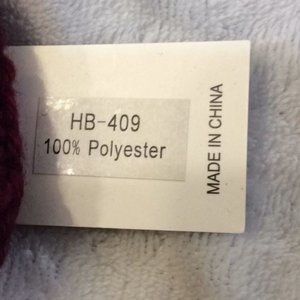 HB-409
100% Polyester
MADE IN CHINA